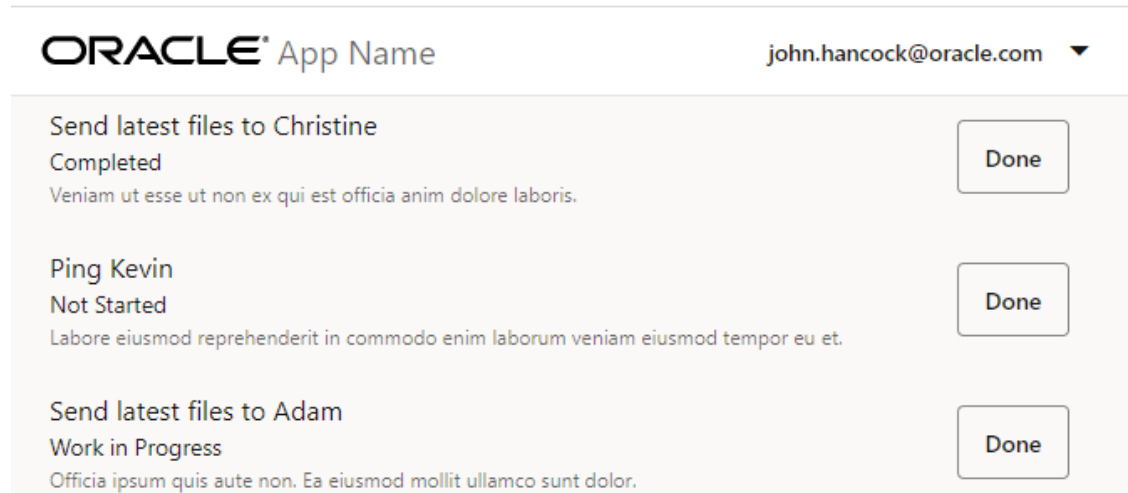 ORACLE App Name
john.hancock@oracle.com
Send latest files to Christine
Completed
Veniam ut esse ut non ex qui est officia anim dolore laboris.
Done
Ping Kevin
Not Started
Labore eiusmod reprehenderit in commodo enim laborum veniam eiusmod tempor eu et.
Done
Send latest files to Adam
Work in Progress
Officia ipsum quis aute non. Ea eiusmod mollit ullamco sunt dolor.
Done